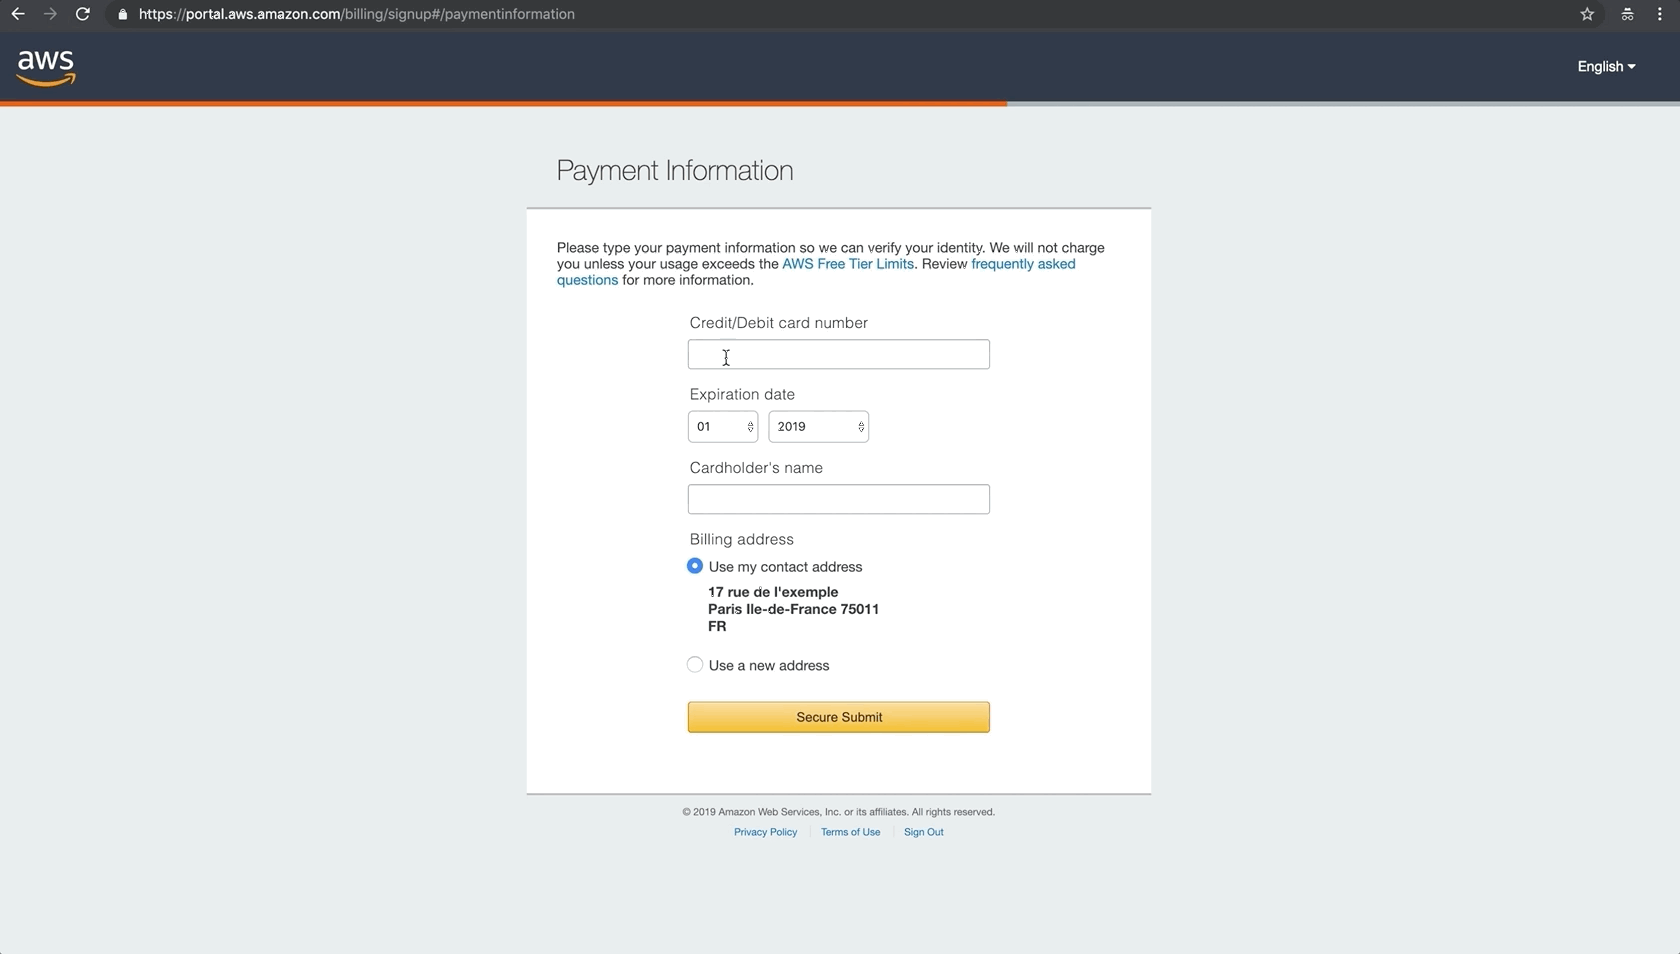 https://portal.aws.amazon.com/billing/signup#/paymentinformation
aws
English
Payment Information
Please type your payment information so we can verify your identity. We will not charge
you unless your usage exceeds the AWS Free Tier Limits. Review frequently asked
questions for more information.
Credit/Debit card number
Expiration date
01 2019
Cardholder's name
Billing address
Use my contact address
17 rue de l'exemple
Paris Ile-de-France 75011
FR
Use a new address
Secure Submit
© 2019 Amazon Web Services, Inc. or its affiliates. All rights reserved.
Privacy Policy Terms of Use Sign Out